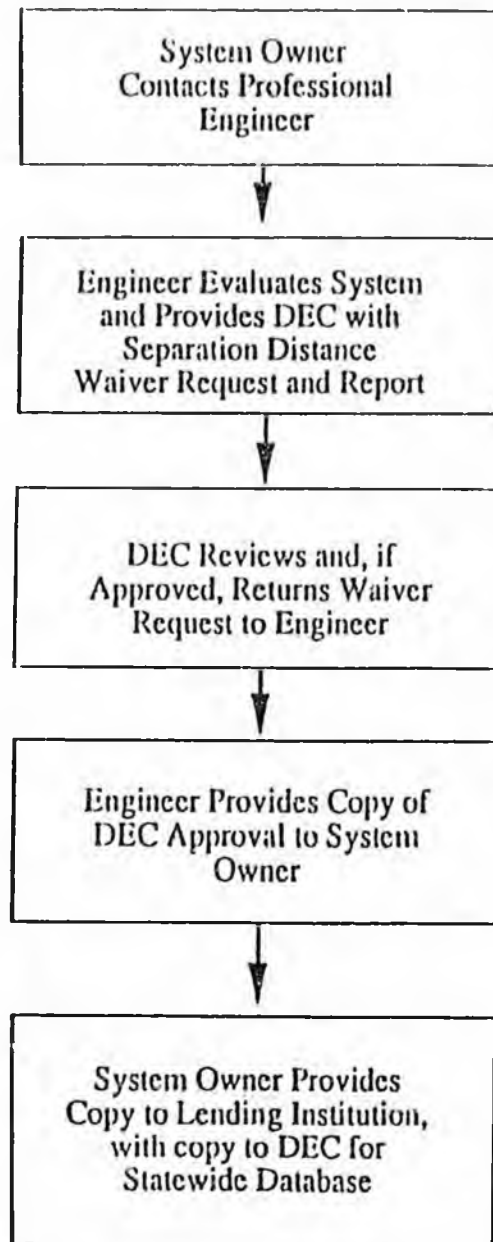 System Owner
Contacts Professional
Engineer
Engineer Evaluates System
and Provides DEC with
Separation Distance
Waiver Request and Report
DEC Reviews and, if
Approved, Returns Waiver
Request to Engineer
Engineer Provides Copy of
DEC Approval to System
Owner
System Owner Provides
Copy to Lending Institution,
with copy to DEC for
Statewide Database